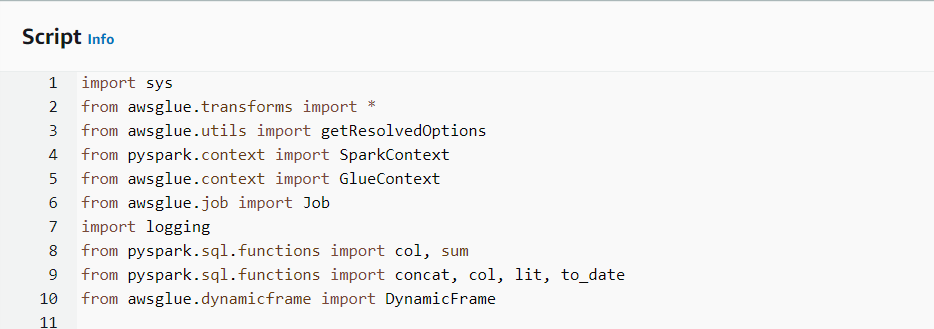 Script Info
1 import sys
2 from awsglue.transforms import *
3 from awsglue.utils import getResolvedOptions
4 from pyspark.context import SparkContext
5 from awsglue.context import GlueContext
6 from awsglue.job import Job
7 import logging
8 from pyspark.sql.functions import col, sum
9 from pyspark.sql.functions import concat, col, lit, to_date
10 from awsglue.dynamicframe import DynamicFrame
11